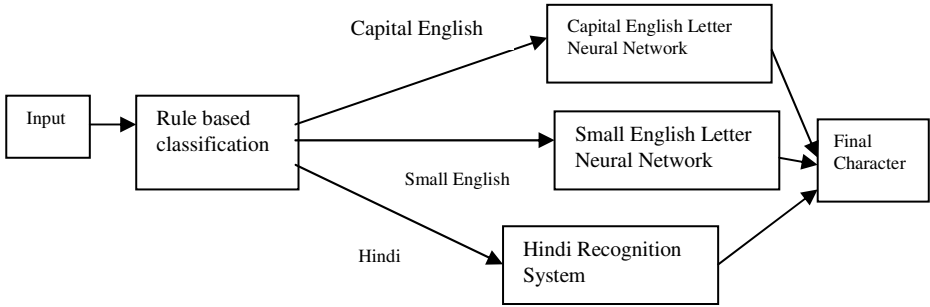 Capital English
Capital English Letter
Neural Network
Input
Rule based
classification
Small English Letter
Neural Network
Final
Character
Small English
Hindi
Hindi Recognition
System